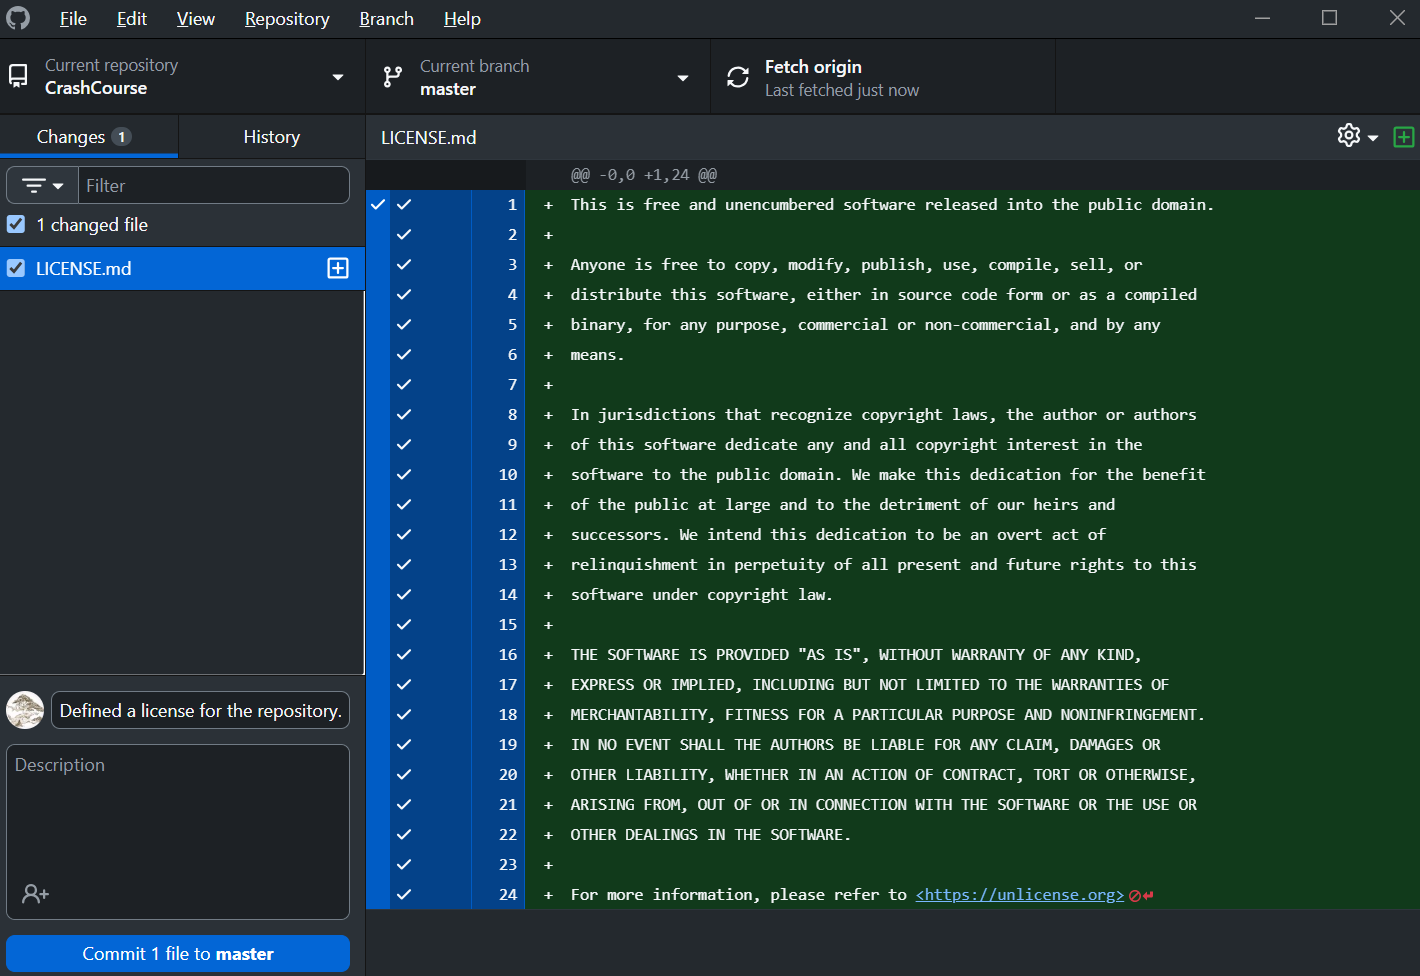 File Edit View Repository Branch Help
Current repository
CrashCourse
Current branch
master
Fetch origin
Last fetched just now
Changes 1
History
Filter
1 changed file
LICENSE.md
Defined a license for the repository.
Description
Commit 1 file to master
LICENSE.md
@@ -0,0 +1,24 @@
1 + This is free and unencumbered software released into the public domain.
2 +
3 + Anyone is free to copy, modify, publish, use, compile, sell, or
4 + distribute this software, either in source code form or as a compiled
5 + binary, for any purpose, commercial or non-commercial, and by any
6 + means.
7 +
8 + In jurisdictions that recognize copyright laws, the author or authors
9 + of this software dedicate any and all copyright interest in the
10 + software to the public domain. We make this dedication for the benefit
11 + of the public at large and to the detriment of our heirs and
12 + successors. We intend this dedication to be an overt act of
13 + relinquishment in perpetuity of all present and future rights to this
14 + software under copyright law.
15 +
16 + THE SOFTWARE IS PROVIDED "AS IS", WITHOUT WARRANTY OF ANY KIND,
17 + EXPRESS OR IMPLIED, INCLUDING BUT NOT LIMITED TO THE WARRANTIES OF
18 + MERCHANTABILITY, FITNESS FOR A PARTICULAR PURPOSE AND NONINFRINGEMENT.
19 + IN NO EVENT SHALL THE AUTHORS BE LIABLE FOR ANY CLAIM, DAMAGES OR
20 + OTHER LIABILITY, WHETHER IN AN ACTION OF CONTRACT, TORT OR OTHERWISE,
21 + ARISING FROM, OUT OF OR IN CONNECTION WITH THE SOFTWARE OR THE USE OR
22 + OTHER DEALINGS IN THE SOFTWARE.
23 +
24 + For more information, please refer to <https://unlicense.org>